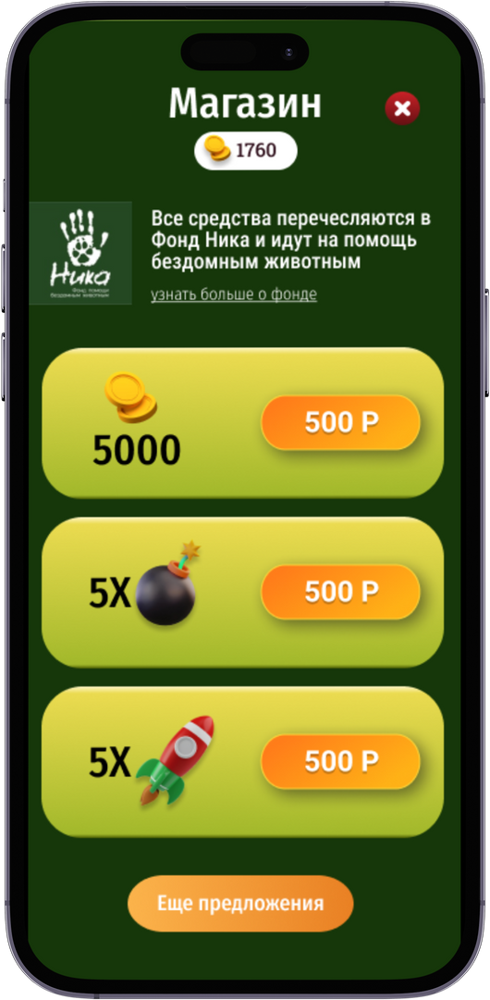 Магазин
1760
Все средства перечесляются в
Фонд Ника и идут на помощь
бездомным животным
узнать больше о фонде
Ника
Фонд помощи
бездомным животным
5000
500 Р
5X
500 Р
5X
500 Р
Еще предложения